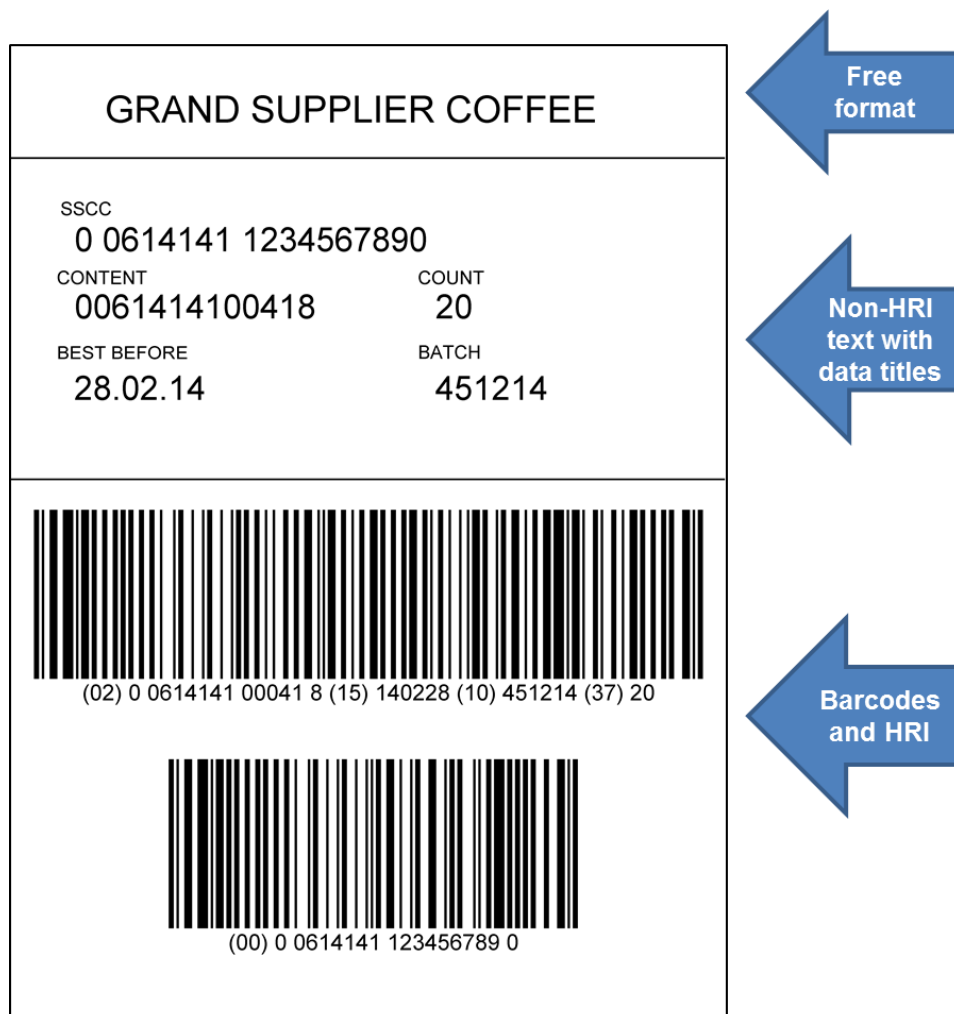 Free
format
GRAND SUPPLIER COFFEE
SSCC
0 0614141 1234567890
CONTENT COUNT
0061414100418 20
BEST BEFORE BATCH
28.02.14 451214
Non-HRI
text with
data titles
(02) 0 0614141 00041 8 (15) 140228 (10) 451214 (37) 20
Barcodes
and HRI
(00) 0 0614141 123456789 0